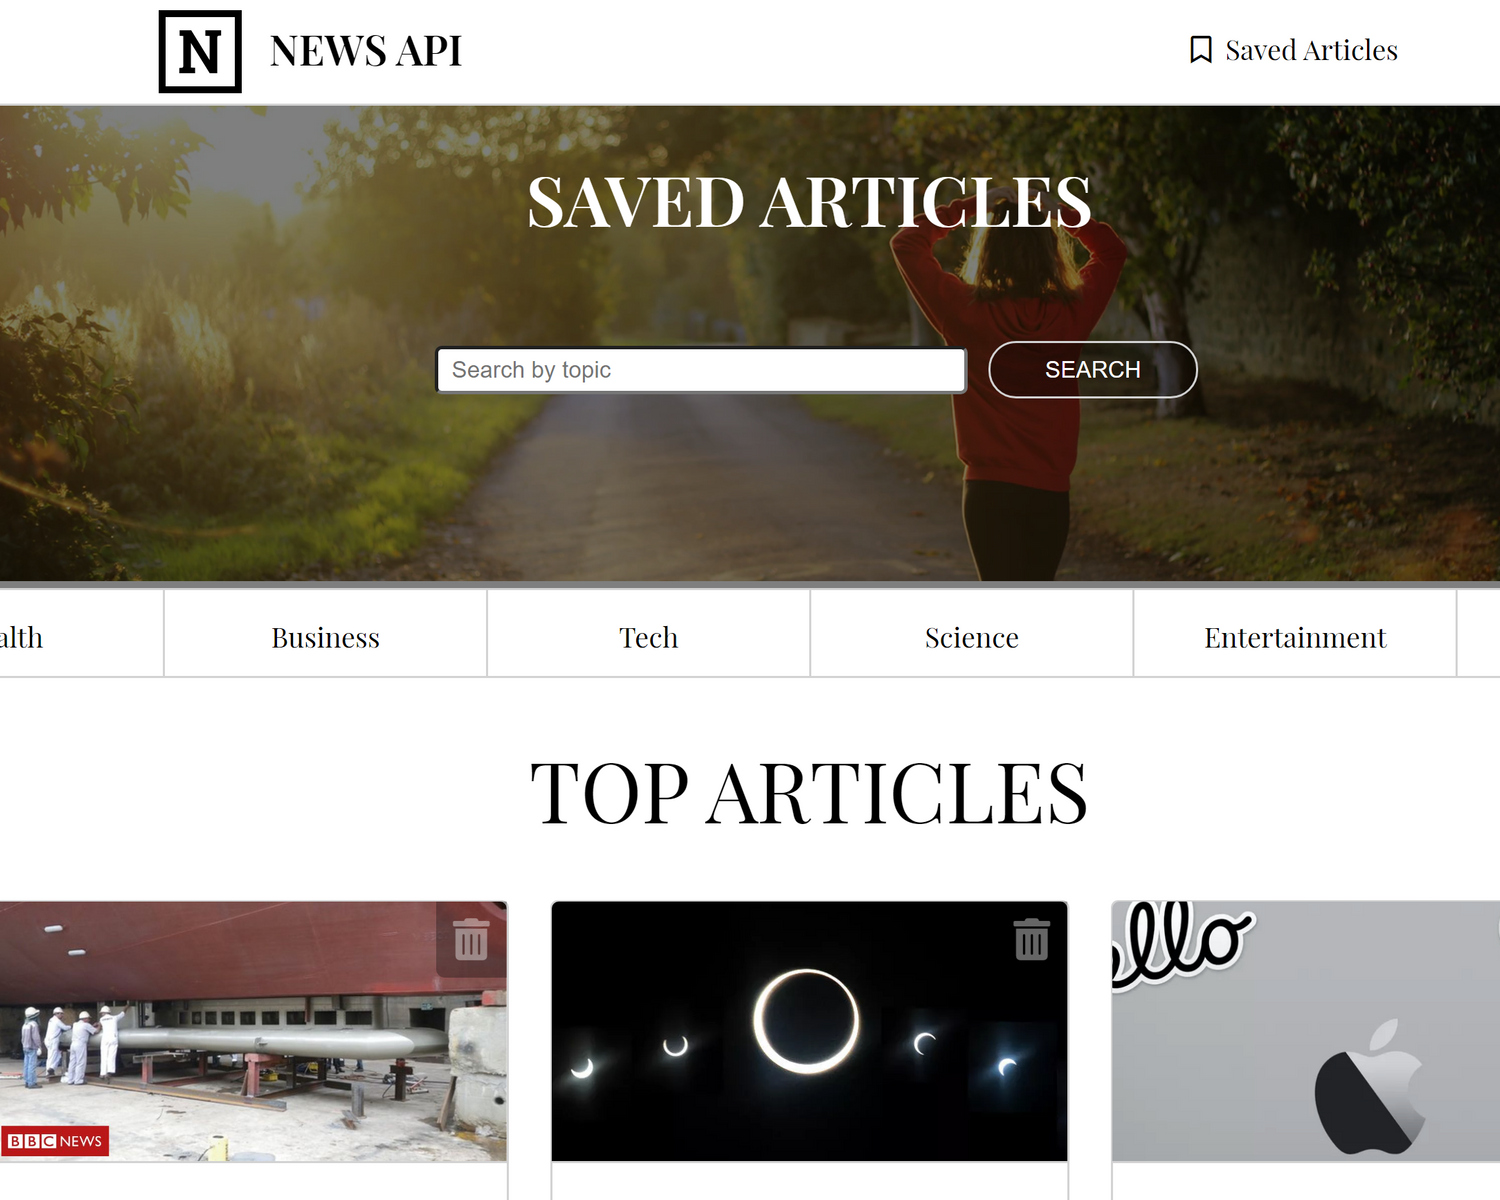 N NEWS API
Saved Articles
SAVED ARTICLES
Search by topic
SEARCH
alth
Business
Tech
Science
Entertainment
TOP ARTICLES
BBC NEWS
ello